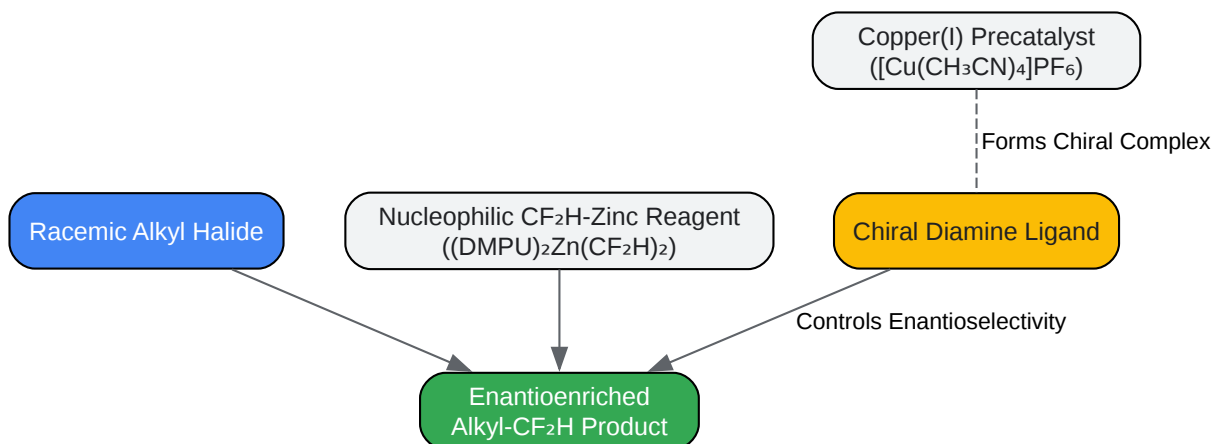 Copper(I) Precatalyst
([Cu(CH₃CN)₄]PF₆)
Forms Chiral Complex
Racemic Alkyl Halide
Nucleophilic CF₂H-Zinc Reagent
((DMPU)₂Zn(CF₂H)₂)
Chiral Diamine Ligand
Controls Enantioselectivity
Enantioenriched
Alkyl-CF₂H Product